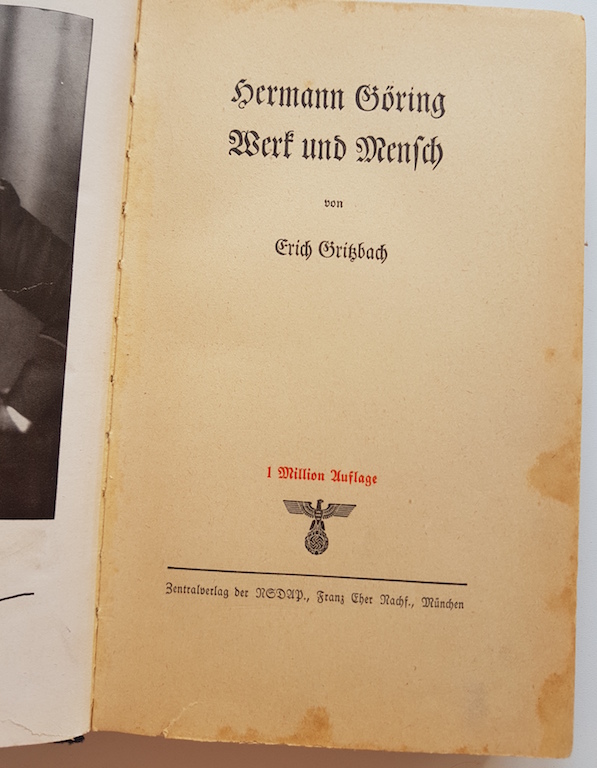 Hermann Göring
Werk und Mensch
von
Erich Gritzbach
1 Million Auflage
Zentralverlag der NSDAP., Franz Eher Nachf., München